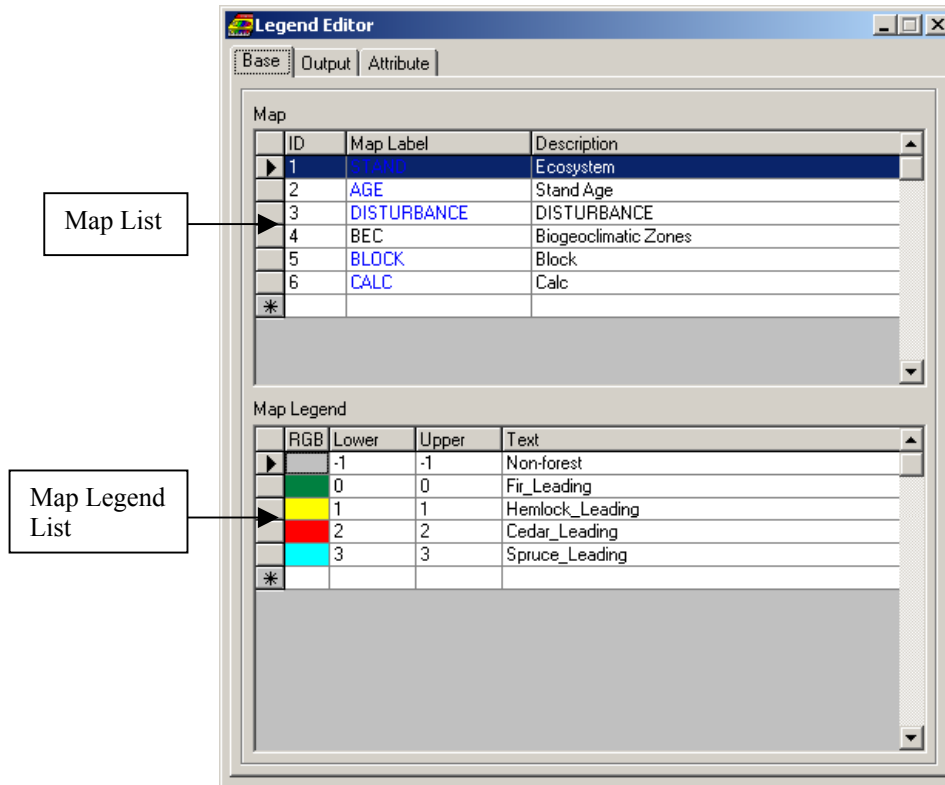 Legend Editor
Base Output Attribute
Map
ID Map Label Description
1 STAND Ecosystem
2 AGE Stand Age
3 DISTURBANCE DISTURBANCE
4 BEC Biogeoclimatic Zones
5 BLOCK Block
6 CALC Calc
Map List
Map Legend
RGB Lower Upper Text
-1 -1 Non-forest
0 0 Fir_Leading
1 1 Hemlock_Leading
2 2 Cedar_Leading
3 3 Spruce_Leading
Map Legend
List